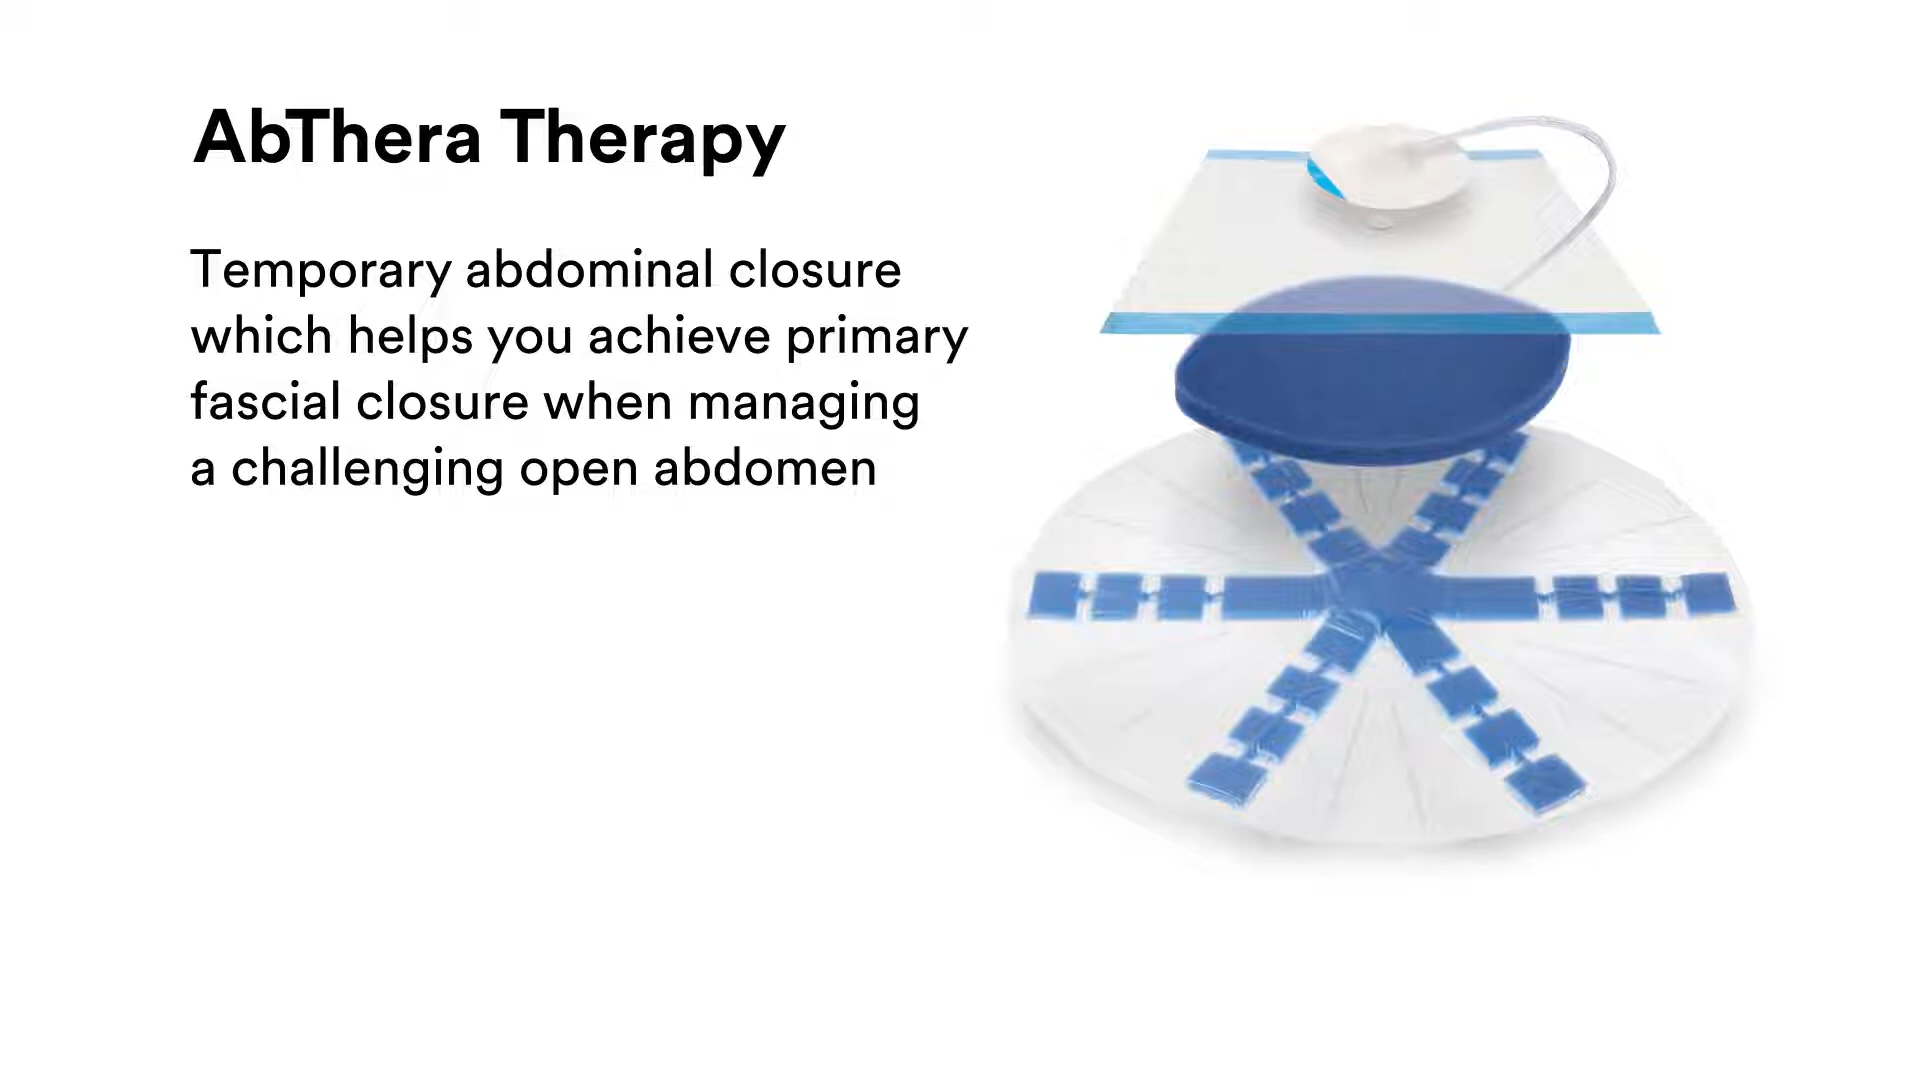 AbThera Therapy
Temporary abdominal closure
which helps you achieve primary
fascial closure when managing
a challenging open abdomen